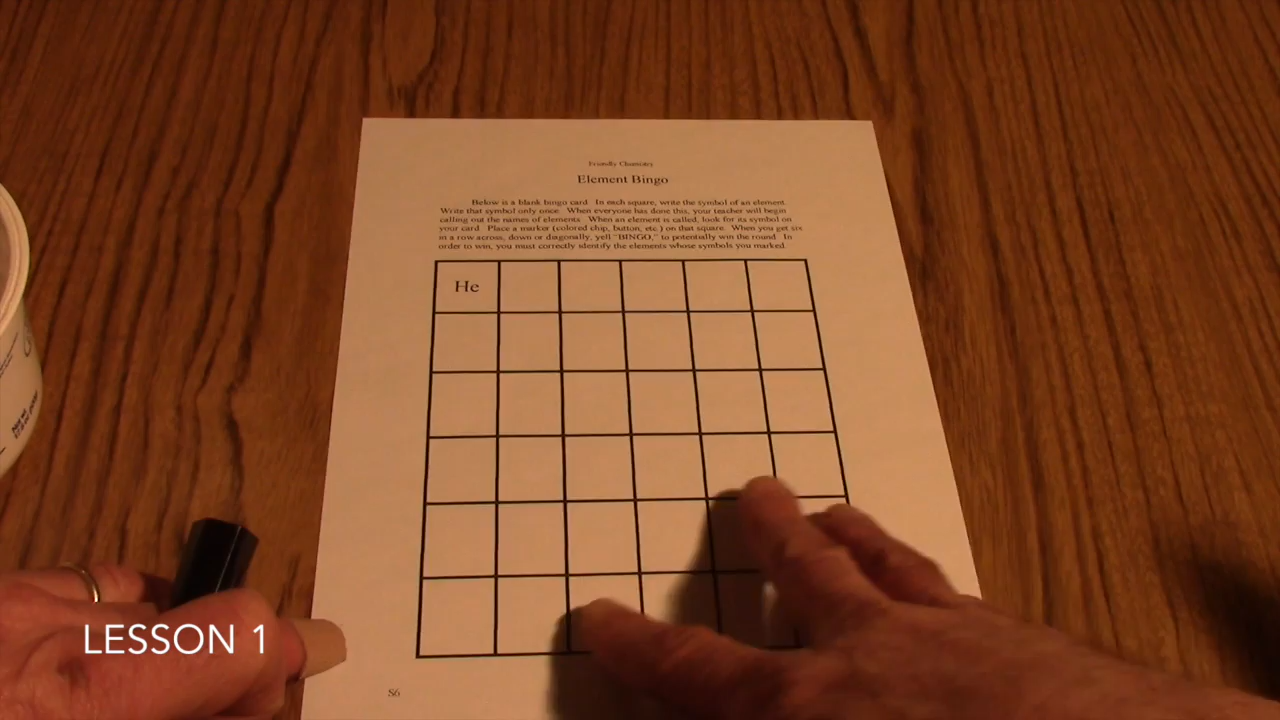 Friendly Chemistry
Element Bingo
Below is a blank bingo card In each square, write the symbol of an element.
Write that symbol only once When everyone has done this, your teacher will begin
calling out the names of elements When an element is called, look for its symbol on
your card Place a marker (colored chip, button, etc.) on that square. When you get six
in a row across, down or diagonally, yell "BINGO," to potentially win the round In
order to win, you must correctly identify the elements whose symbols you marked.
He
LESSON 1
S6